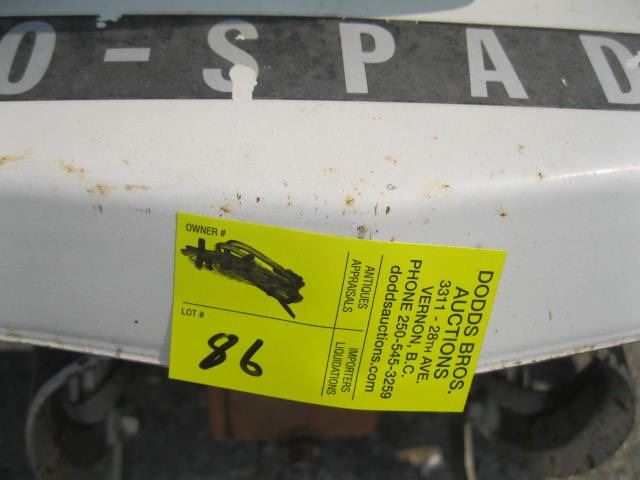 O-SPAD
OWNER #
LOT #
86
ANTIQUES
APPRAISALS
IMPORTERS
LIQUIDATIONS
DODDS BROS.
AUCTIONS
3311 - 28TH AVE.
VERNON, B.C.
PHONE 250-545-3259
doddsauctions.com